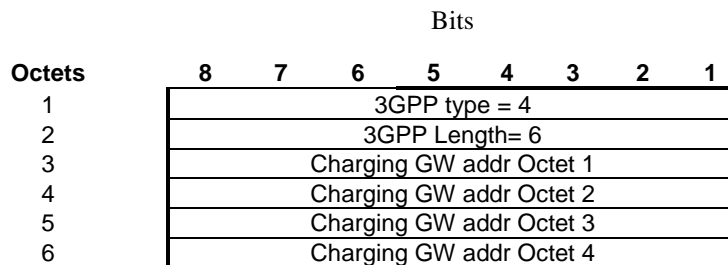 Bits
Octets 8 7 6 5 4 3 2 1
1 3GPP type = 4
2 3GPP Length= 6
3 Charging GW addr Octet 1
4 Charging GW addr Octet 2
5 Charging GW addr Octet 3
6 Charging GW addr Octet 4